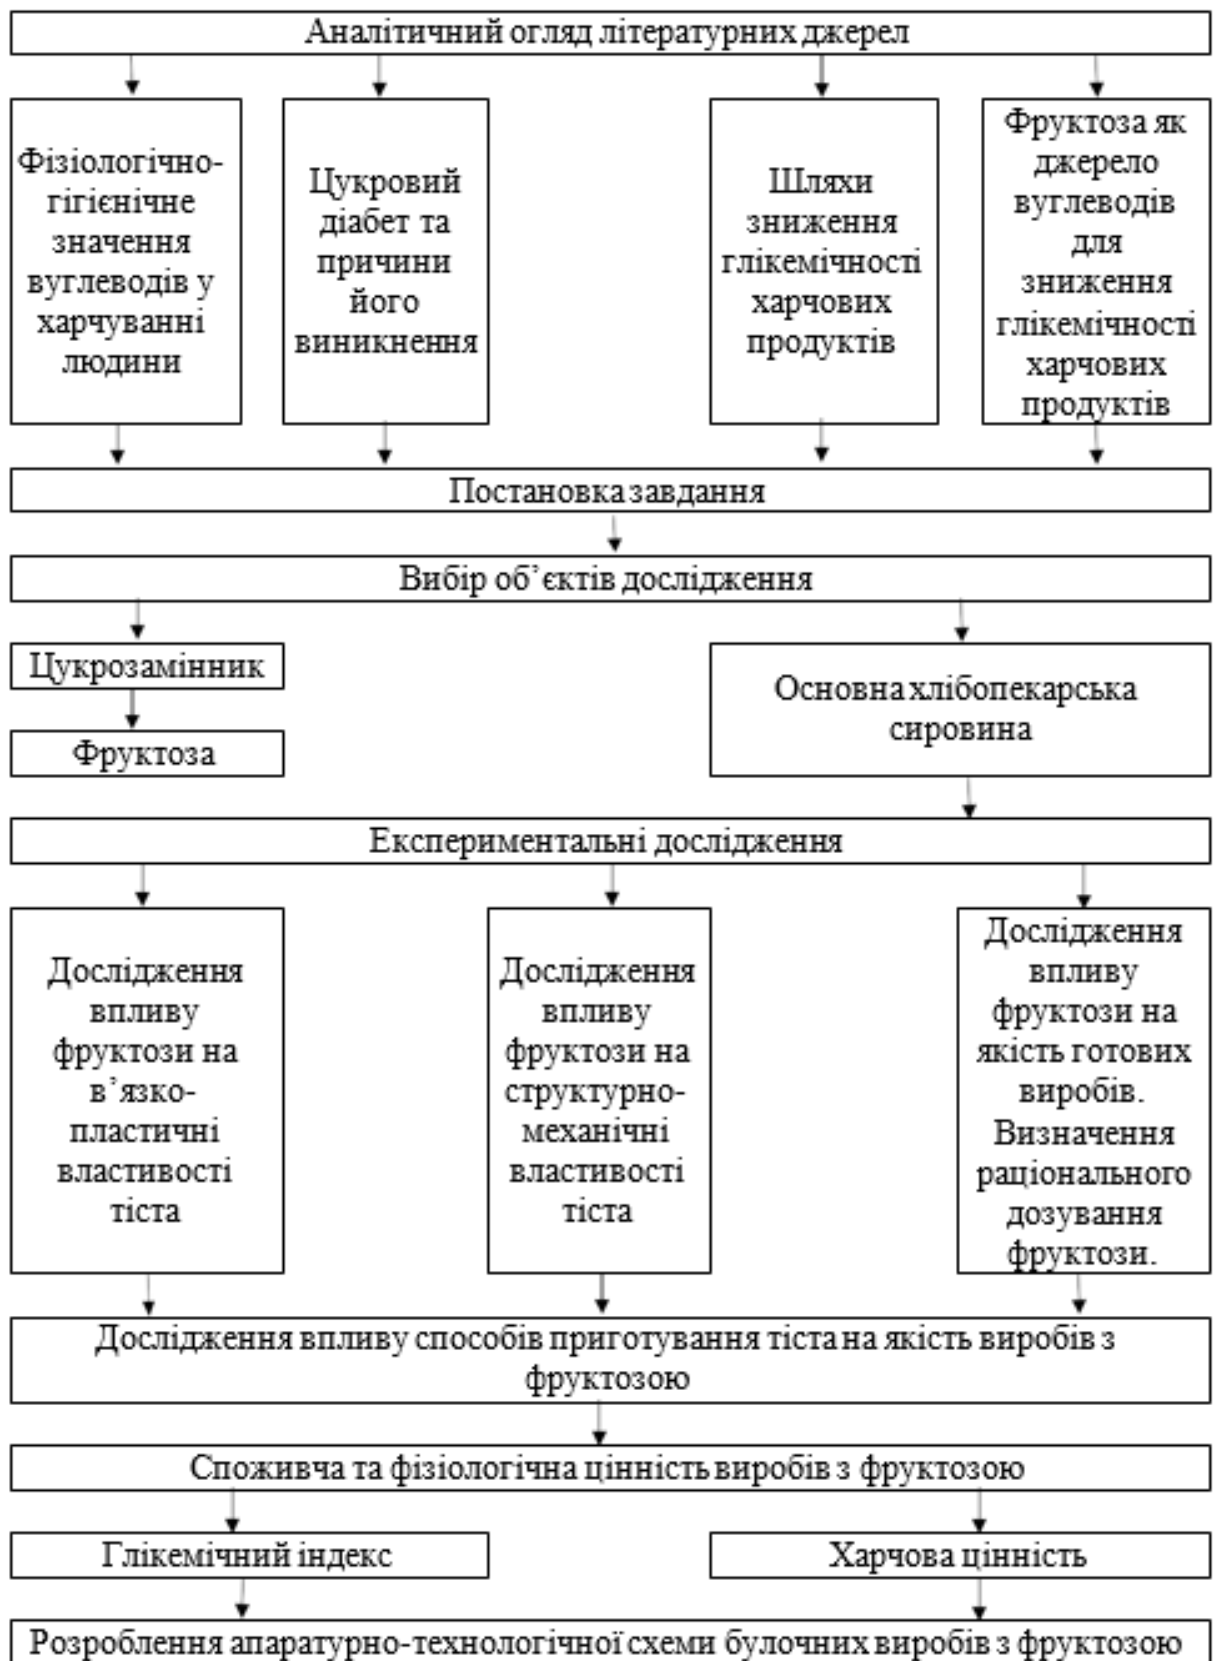 Аналітичний огляд літературних джерел
Фізіологічно-
гігієнічне
значення
вуглеводів у
харчуванні
людини
Цукровий
діабет та
причини
його
виникнення
Шляхи
зниження
глікемічності
харчових
продуктів
Фруктоза як
джерело
вуглеводів
для
зниження
глікемічності
харчових
продуктів
Постановка завдання
Вибір об’єктів дослідження
Цукрозамінник
Фруктоза
Основна хлібопекарська
сировина
Експериментальні дослідження
Дослідження
впливу
фруктози на
в’язко-
пластичні
властивості
тіста
Дослідження
впливу
фруктози на
структурно-
механічні
властивості
тіста
Дослідження
впливу
фруктози на
якість готових
виробів.
Визначення
раціонального
дозування
фруктози.
Дослідження впливу способів приготування тіста на якість виробів з
фруктозою
Споживча та фізіологічна цінність виробів з фруктозою
Глікемічний індекс
Харчова цінність
Розроблення апаратурно-технологічної схеми булочних виробів з фруктозою